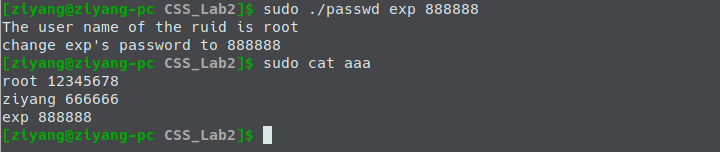 [ziyang@ziyang-pc CSS_Lab2]$ sudo ./passwd exp 888888
The user name of the ruid is root
change exp's password to 888888
[ziyang@ziyang-pc CSS_Lab2]$ sudo cat aaa
root 12345678
ziyang 666666
exp 888888
[ziyang@ziyang-pc CSS_Lab2]$